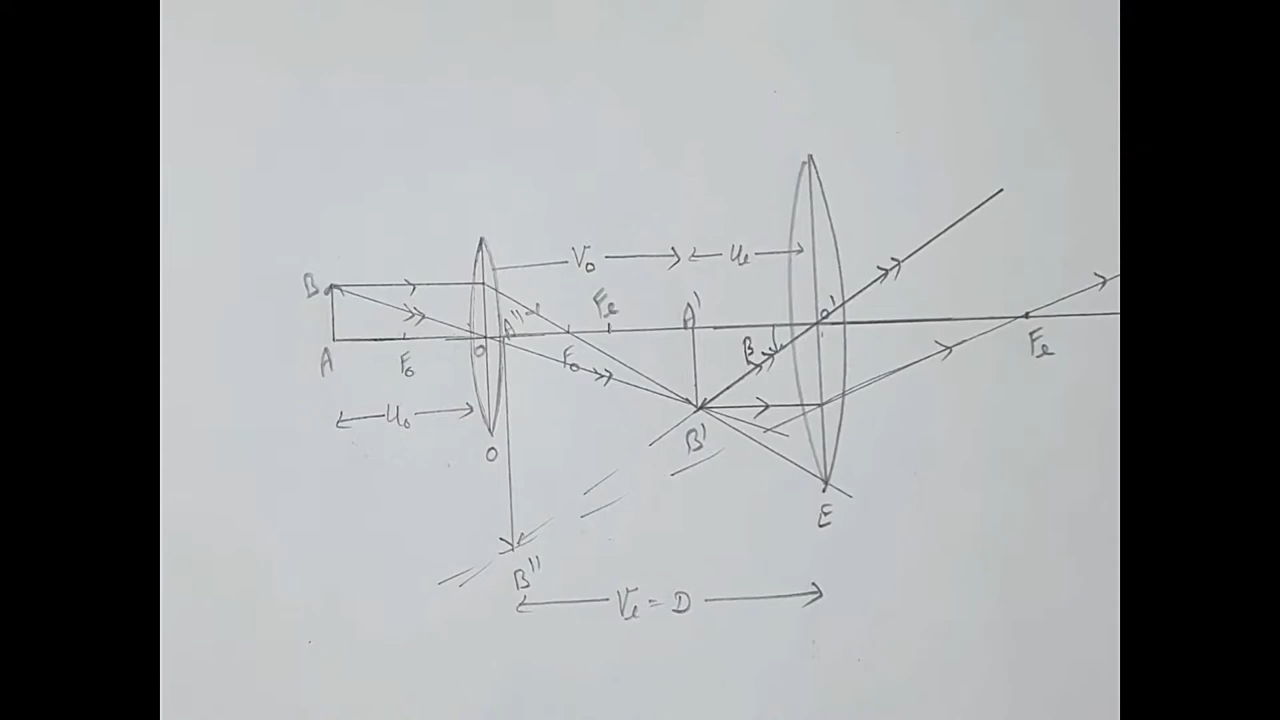 V₀ uₑ
B
Fₑ
A' A'' O'
A F₀ O F₀ β Fₑ
u₀
B'
O
E
B''
Vₑ = D